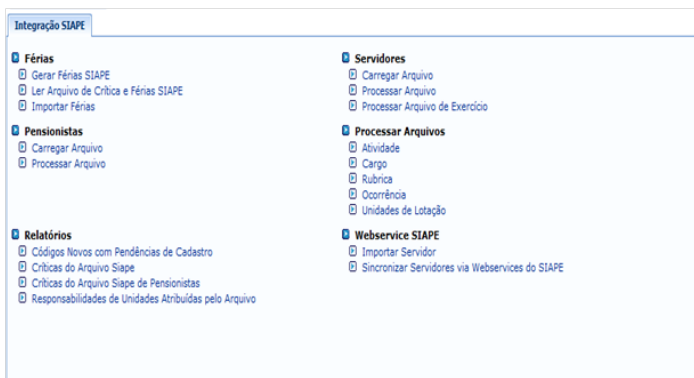 Integração SIAPE
Férias
Gerar Férias SIAPE
Ler Arquivo de Crítica e Férias SIAPE
Importar Férias
Servidores
Carregar Arquivo
Processar Arquivo
Processar Arquivo de Exercício
Pensionistas
Carregar Arquivo
Processar Arquivo
Processar Arquivos
Atividade
Cargo
Rubrica
Ocorrência
Unidades de Lotação
Relatórios
Códigos Novos com Pendências de Cadastro
Críticas do Arquivo Siape
Críticas do Arquivo Siape de Pensionistas
Responsabilidades de Unidades Atribuídas pelo Arquivo
Webservice SIAPE
Importar Servidor
Sincronizar Servidores via Webservices do SIAPE